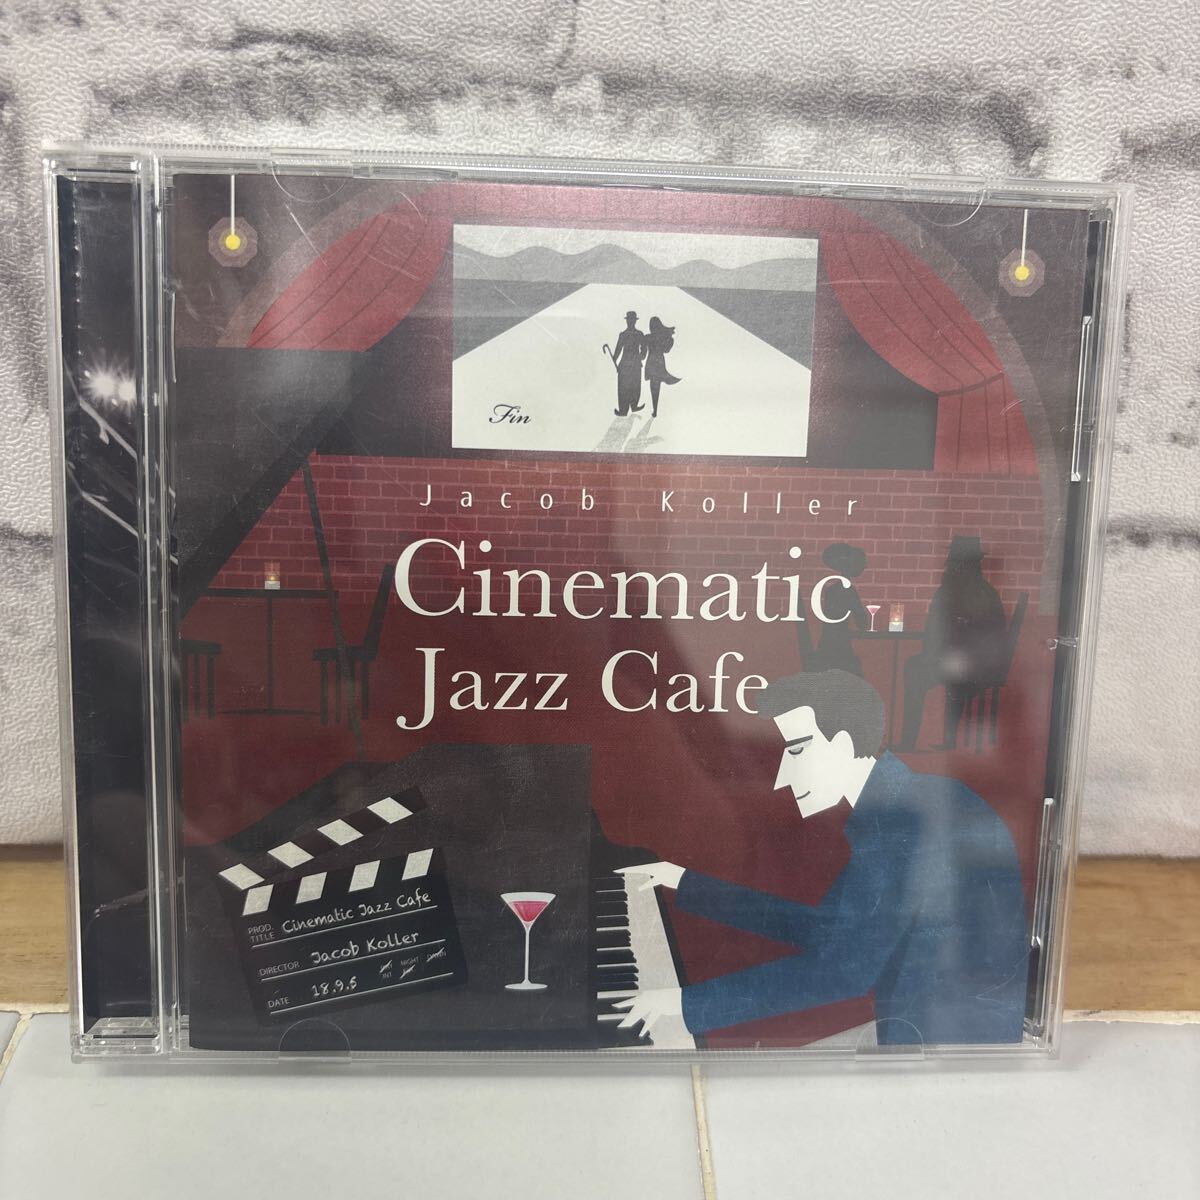 Fin
Jacob Koller
Cinematic
Jazz Cafe
PROD. TITLE Cinematic Jazz Cafe
DIRECTOR Jacob Koller
DATE 18.9.5 INT NIGHT